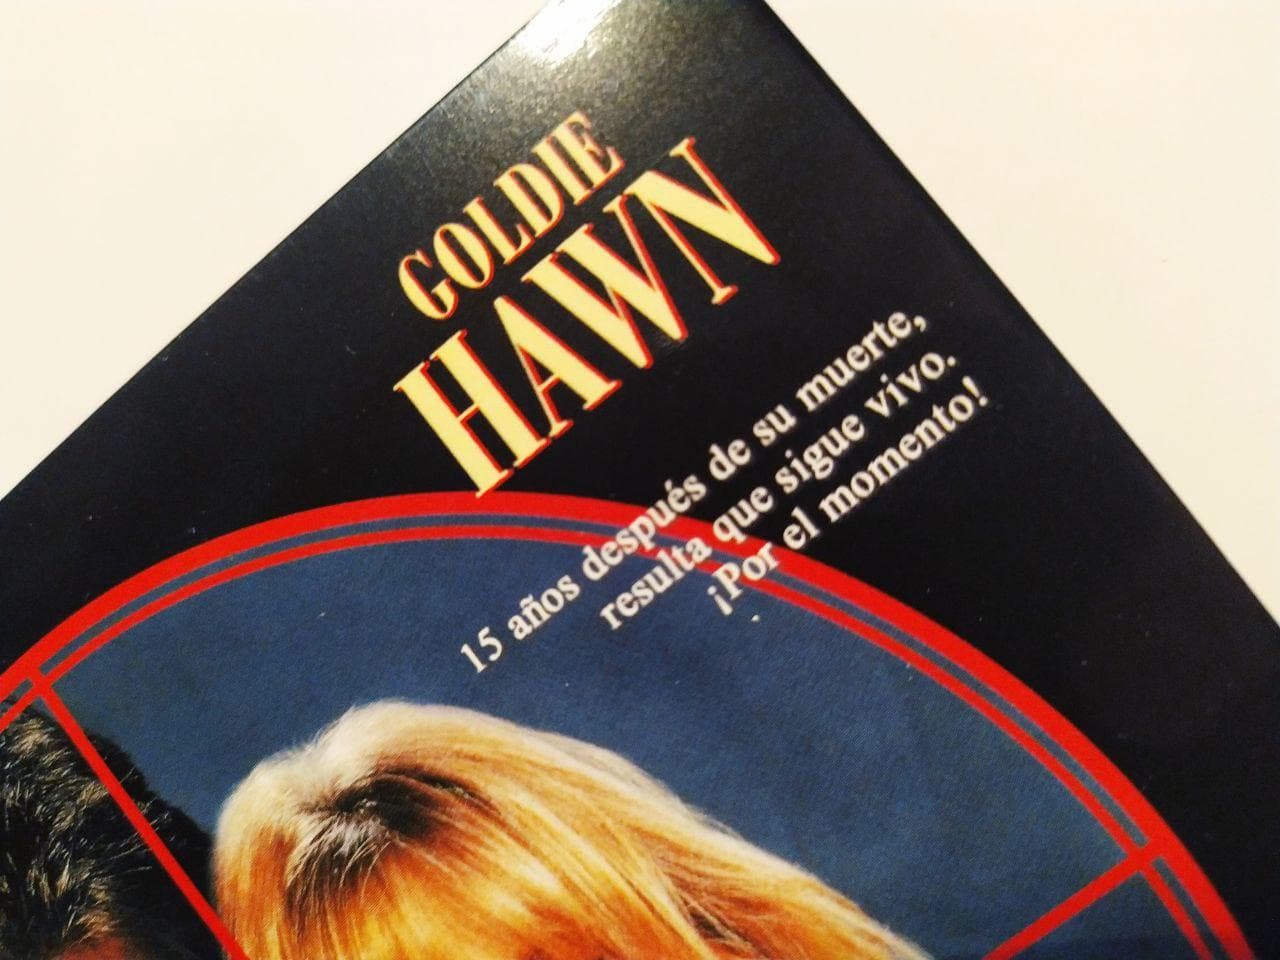 GOLDIE
HAWN
15 años después de su muerte,
resulta que sigue vivo.
¡Por el momento!